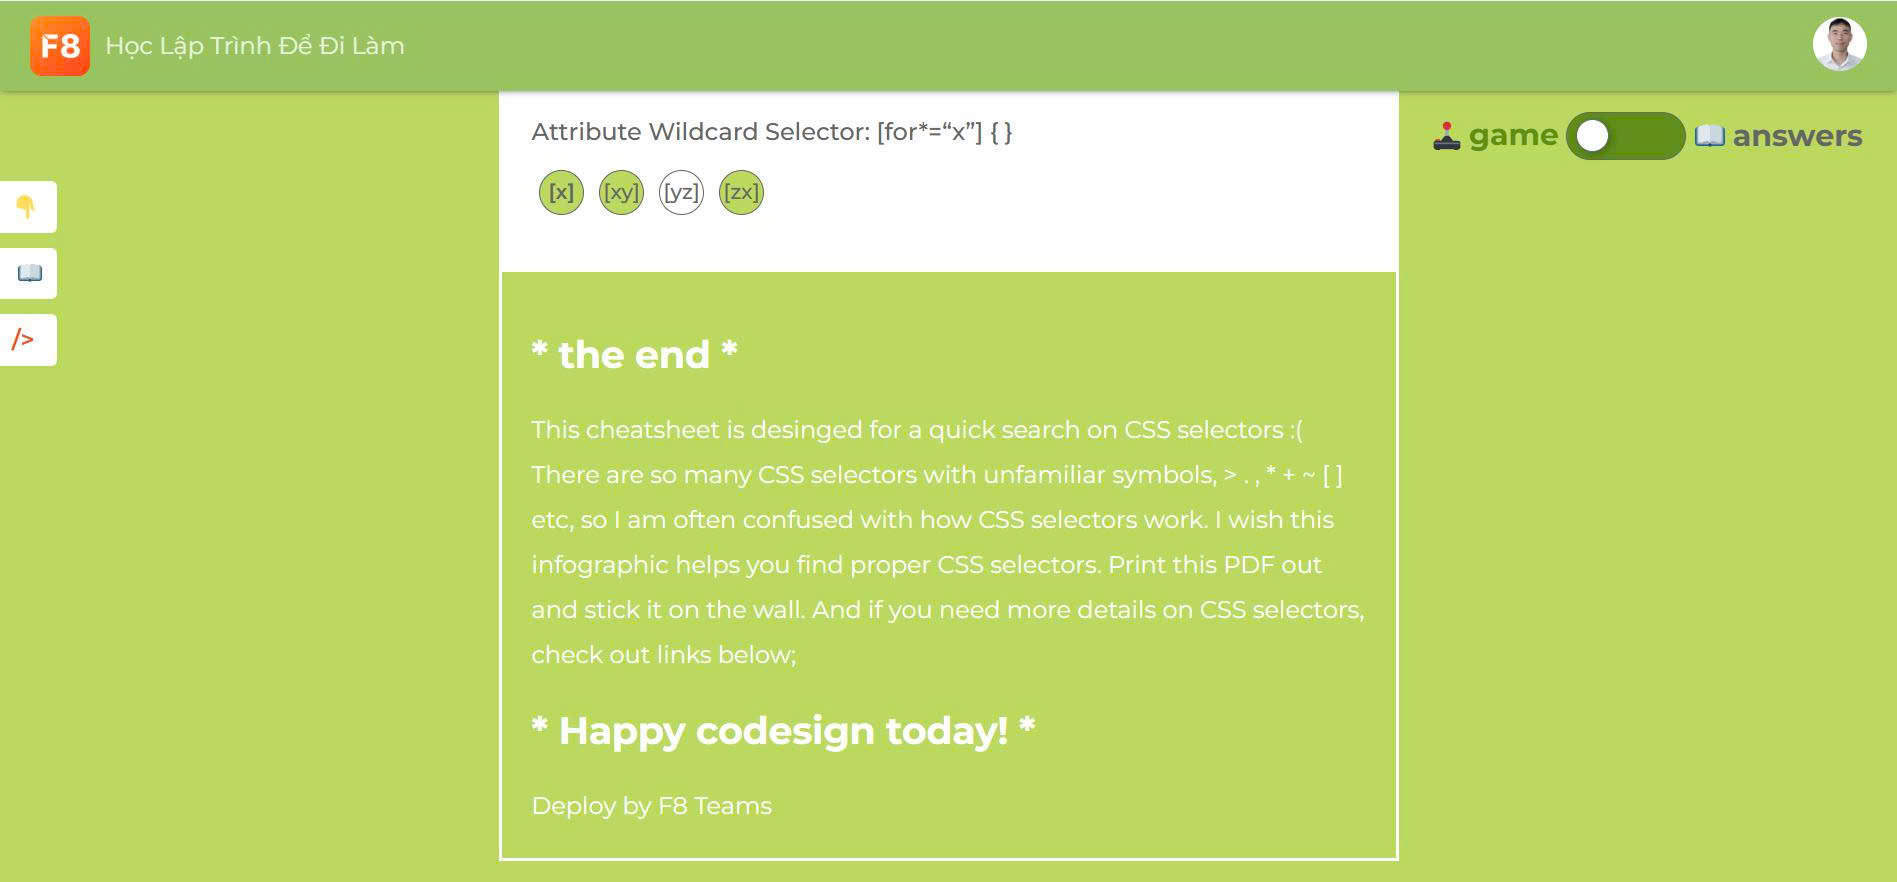 F8 Học Lập Trình Để Đi Làm
Attribute Wildcard Selector: [for*=“x”] { }
game answers
[x] [xy] [yz] [zx]
/>
* the end *
This cheatsheet is desinged for a quick search on CSS selectors :(
There are so many CSS selectors with unfamiliar symbols, > . , * + ~ [ ]
etc, so I am often confused with how CSS selectors work. I wish this
infographic helps you find proper CSS selectors. Print this PDF out
and stick it on the wall. And if you need more details on CSS selectors,
check out links below;
* Happy codesign today! *
Deploy by F8 Teams